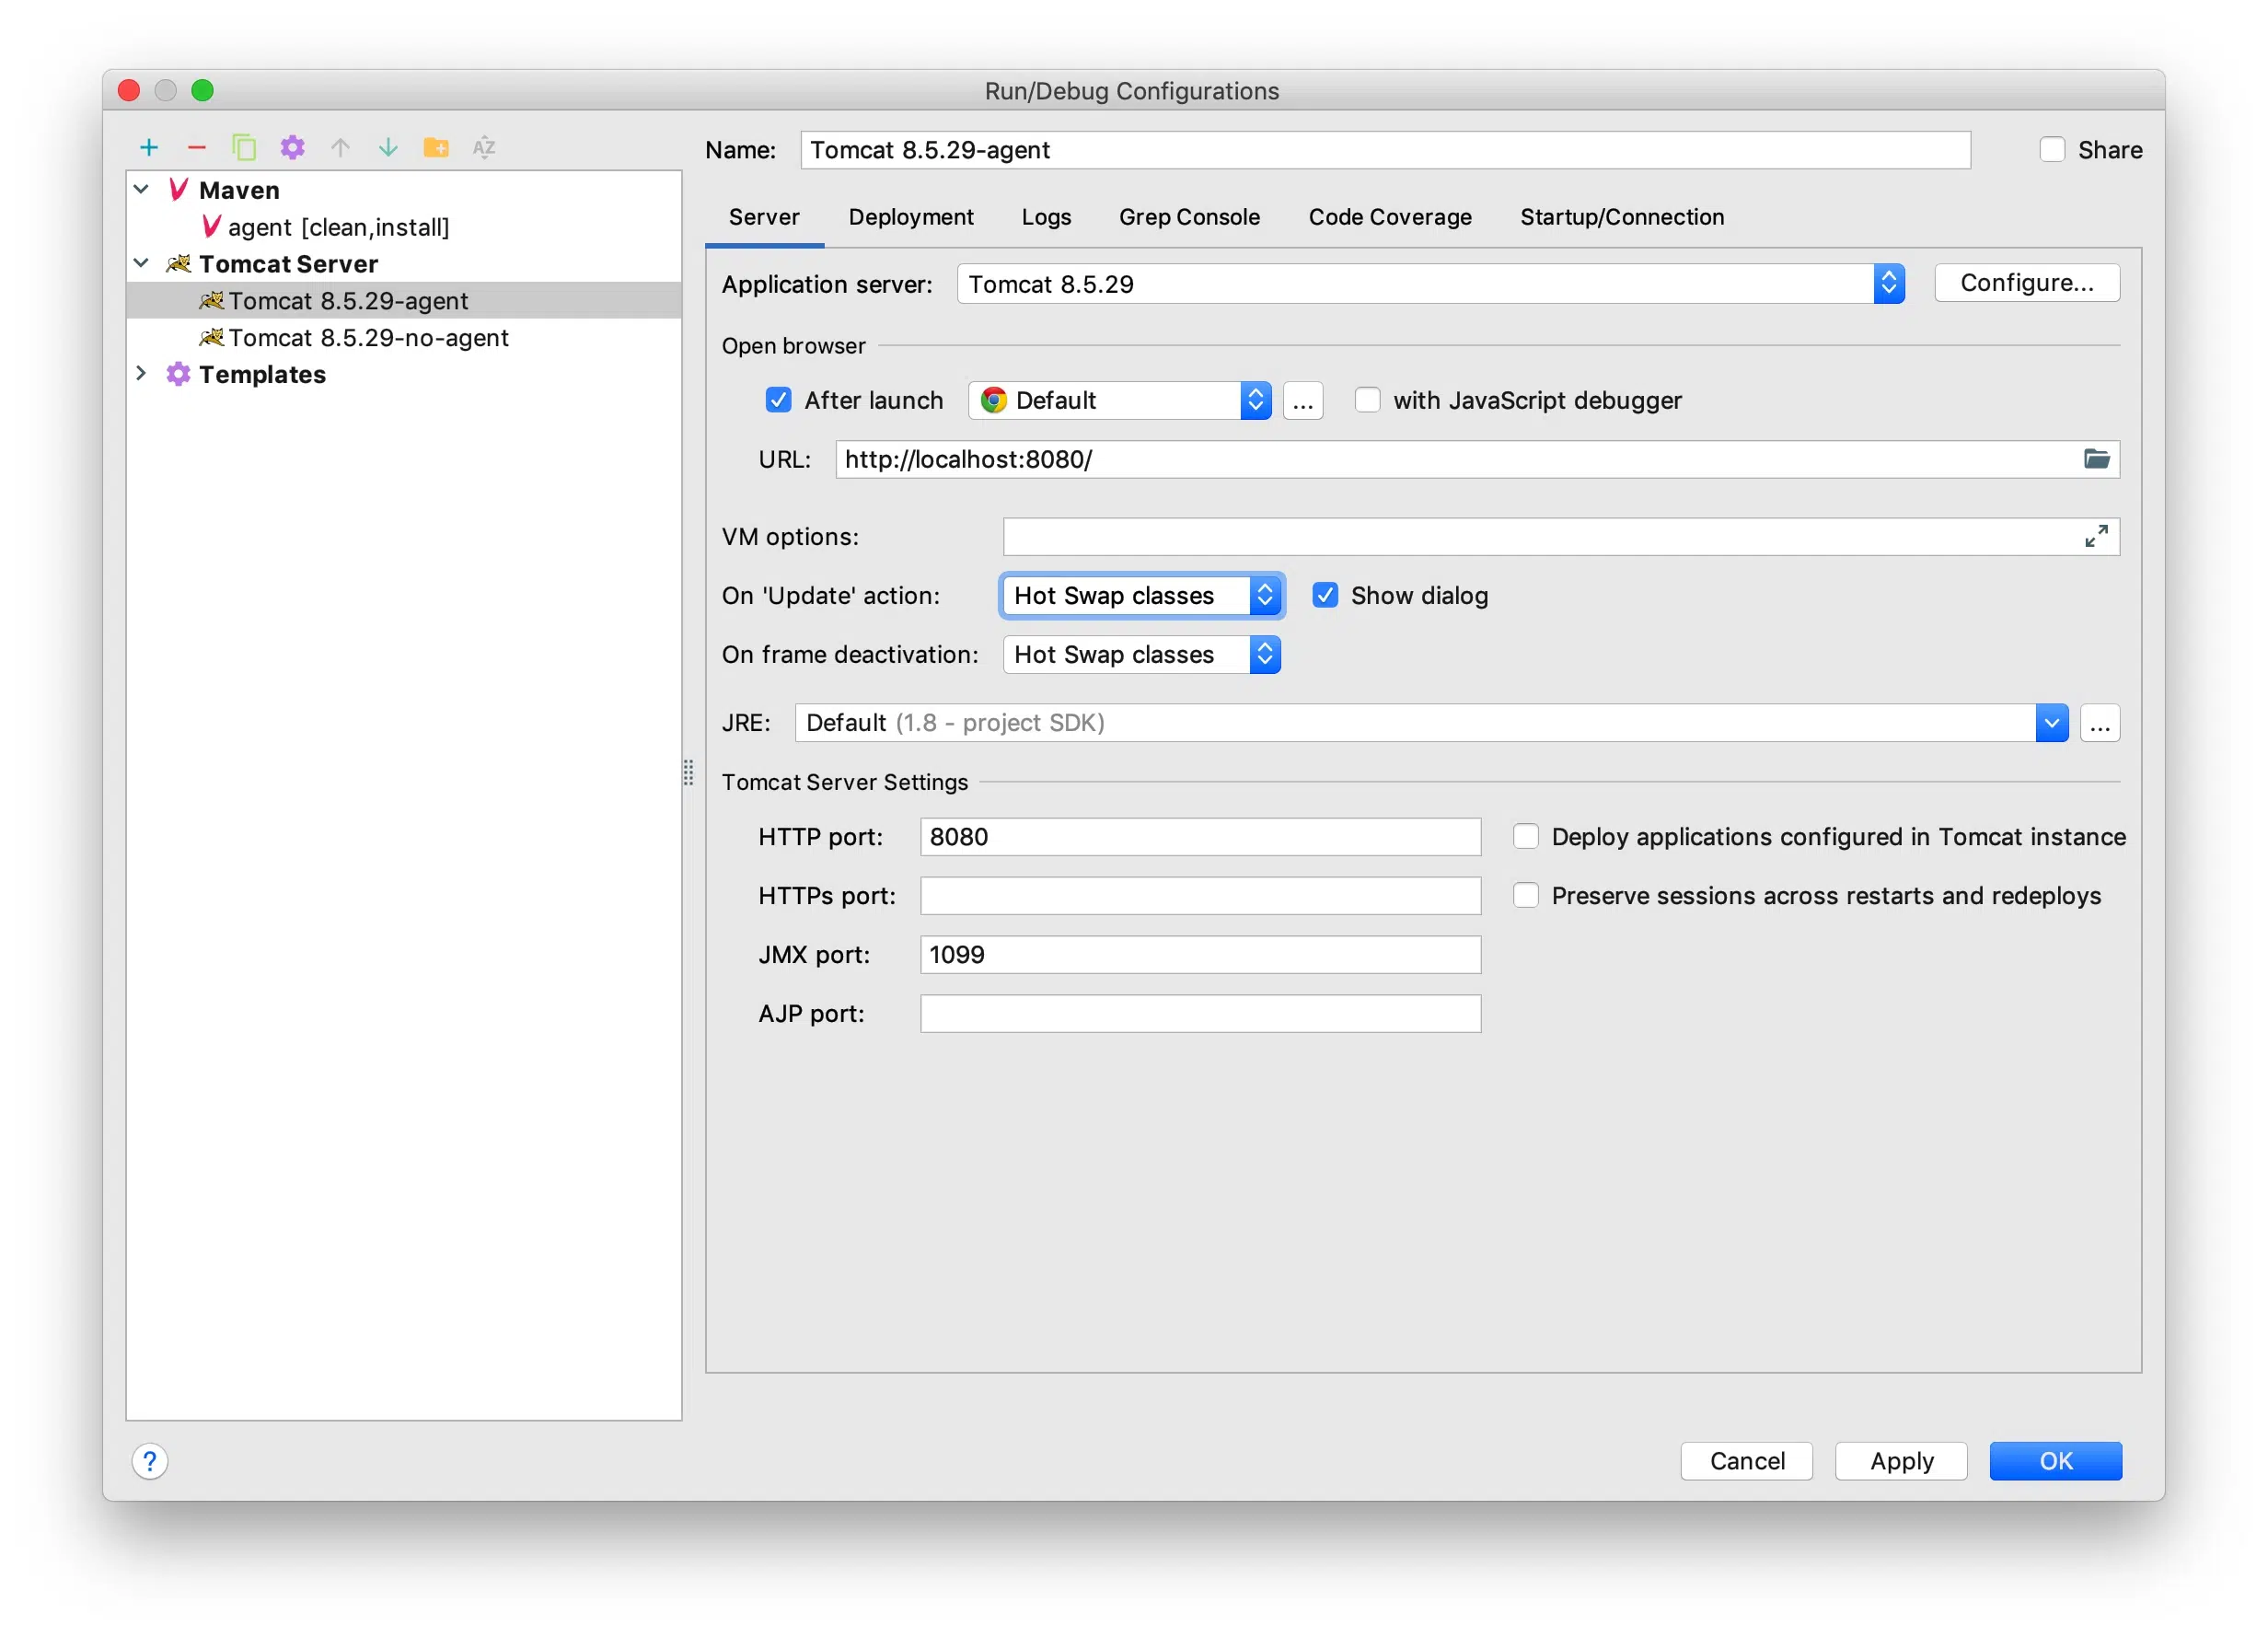 Run/Debug Configurations
Name: Tomcat 8.5.29-agent Share
Maven
agent [clean,install]
Tomcat Server
Tomcat 8.5.29-agent
Tomcat 8.5.29-no-agent
Templates
Server Deployment Logs Grep Console Code Coverage Startup/Connection
Application server: Tomcat 8.5.29 Configure...
Open browser
After launch Default ... with JavaScript debugger
URL: http://localhost:8080/
VM options:
On 'Update' action: Hot Swap classes Show dialog
On frame deactivation: Hot Swap classes
JRE: Default (1.8 - project SDK) ...
Tomcat Server Settings
HTTP port: 8080 Deploy applications configured in Tomcat instance
HTTPs port: Preserve sessions across restarts and redeploys
JMX port: 1099
AJP port:
? Cancel Apply OK